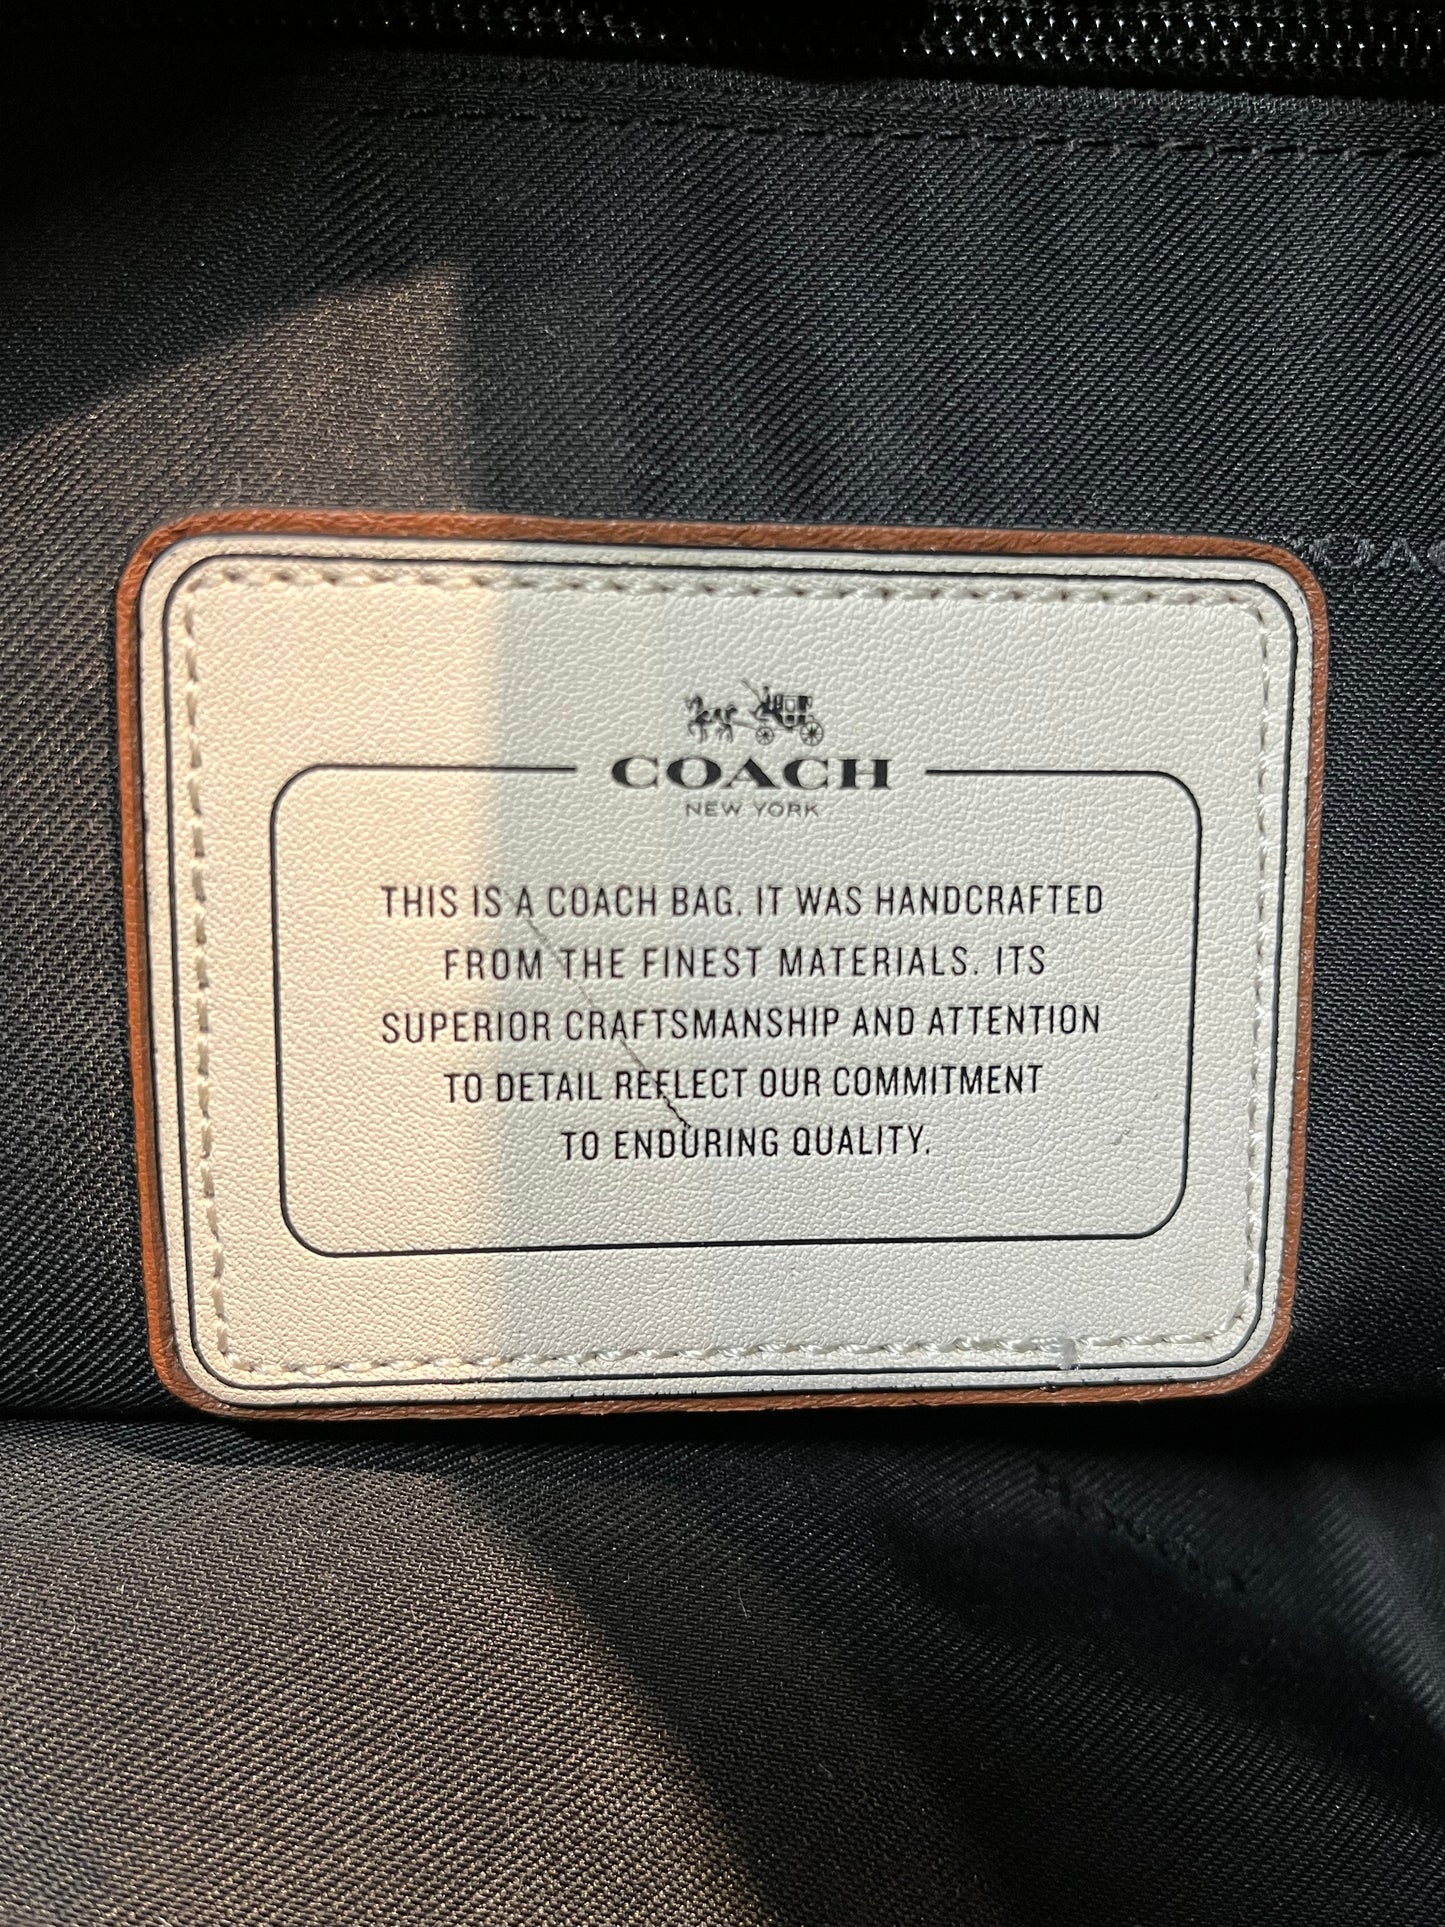 COACH
NEW YORK
THIS IS A COACH BAG. IT WAS HANDCRAFTED
FROM THE FINEST MATERIALS. ITS
SUPERIOR CRAFTSMANSHIP AND ATTENTION
TO DETAIL REFLECT OUR COMMITMENT
TO ENDURING QUALITY.